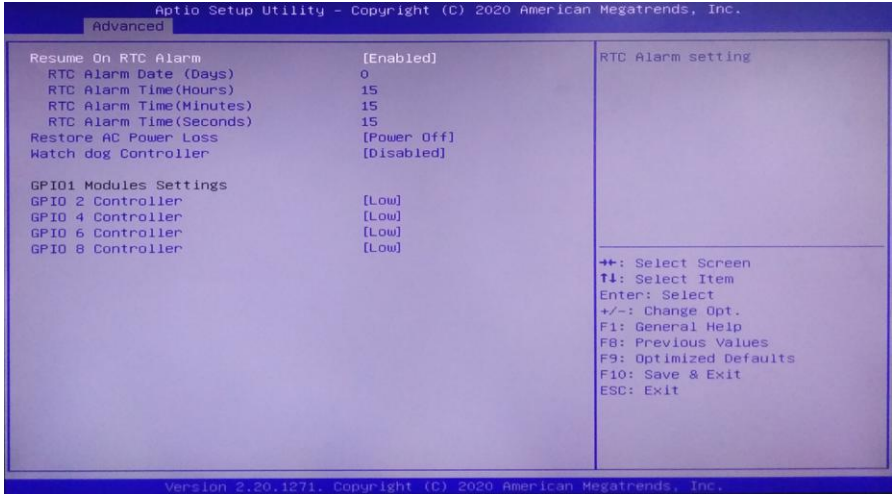 Aptio Setup Utility – Copyright (C) 2020 American Megatrends, Inc.
Advanced
Resume On RTC Alarm [Enabled]
RTC Alarm Date (Days) 0
RTC Alarm Time(Hours) 15
RTC Alarm Time(Minutes) 15
RTC Alarm Time(Seconds) 15
Restore AC Power Loss [Power Off]
Watch dog Controller [Disabled]
GPIO1 Modules Settings
GPIO 2 Controller [Low]
GPIO 4 Controller [Low]
GPIO 6 Controller [Low]
GPIO 8 Controller [Low]
RTC Alarm setting
→←: Select Screen
↑↓: Select Item
Enter: Select
+/-: Change Opt.
F1: General Help
F8: Previous Values
F9: Optimized Defaults
F10: Save & Exit
ESC: Exit
Version 2.20.1271. Copyright (C) 2020 American Megatrends, Inc.